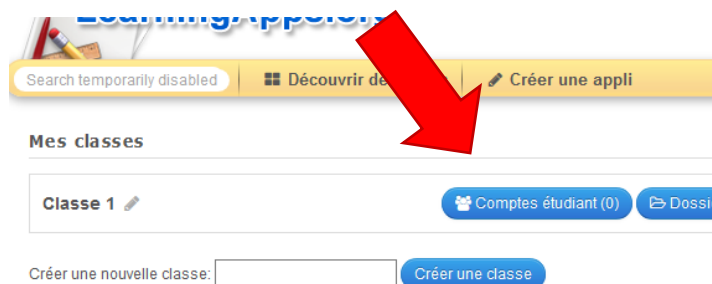 Search temporarily disabled Découvrir de Créer une appli
Mes classes
Classe 1 Comptes étudiant (0) Dossi
Créer une nouvelle classe: Créer une classe